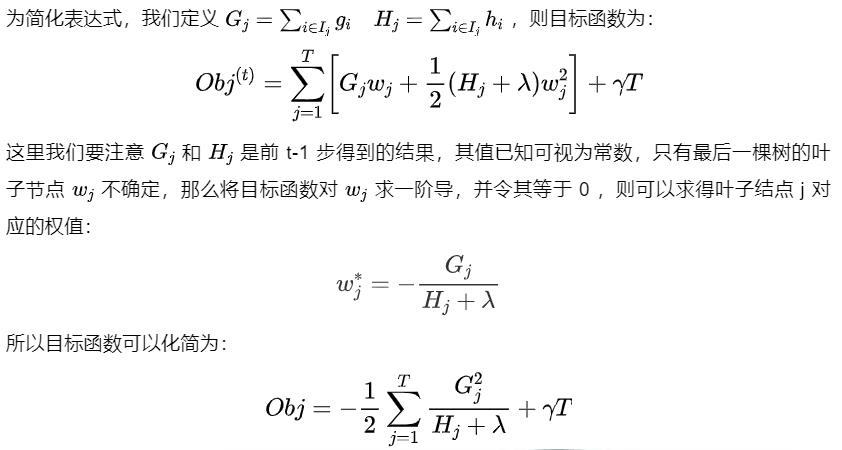 为简化表达式，我们定义 $G_j = \sum_{i \in I_j} g_i \quad H_j = \sum_{i \in I_j} h_i$ ，则目标函数为：
$Obj^{(t)} = \sum_{j=1}^{T} \left[ G_j w_j + \frac{1}{2}(H_j + \lambda) w_j^2 \right] + \gamma T$
这里我们要注意 $G_j$ 和 $H_j$ 是前 t-1 步得到的结果，其值已知可视为常数，只有最后一棵树的叶
子节点 $w_j$ 不确定，那么将目标函数对 $w_j$ 求一阶导，并令其等于 0 ，则可以求得叶子结点 j 对
应的权值：
$w_j^* = -\frac{G_j}{H_j + \lambda}$
所以目标函数可以化简为：
$Obj = -\frac{1}{2} \sum_{j=1}^{T} \frac{G_j^2}{H_j + \lambda} + \gamma T$